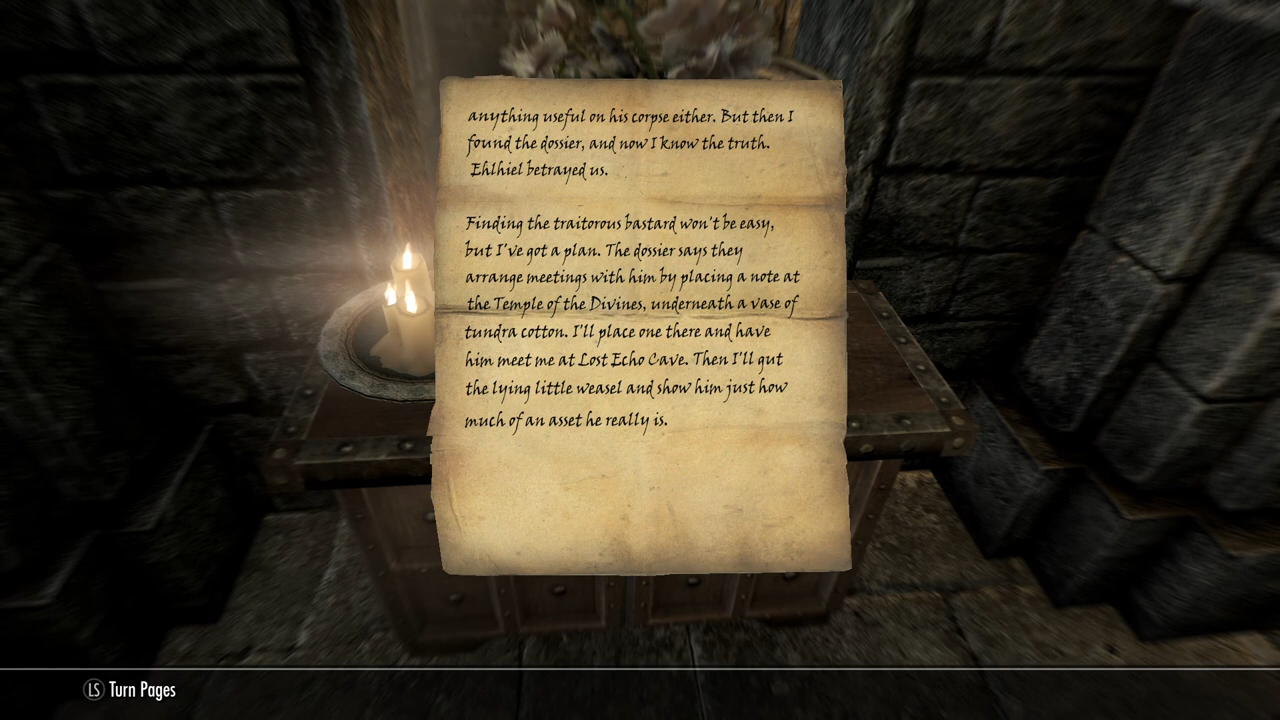 anything useful on his corpse either. But then I
found the dossier, and now I know the truth.
Ehlhiel betrayed us.
Finding the traitorous bastard won't be easy,
but I've got a plan. The dossier says they
arrange meetings with him by placing a note at
the Temple of the Divines, underneath a vase of
tundra cotton. I'll place one there and have
him meet me at Lost Echo Cave. Then I'll gut
the lying little weasel and show him just how
much of an asset he really is.
LS Turn Pages